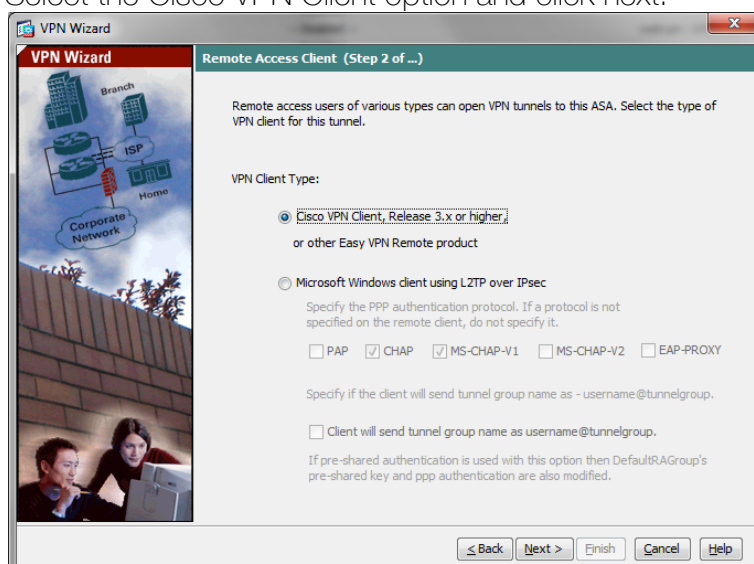 Select the Cisco VPN Client option and click next.
VPN Wizard
VPN Wizard
Remote Access Client (Step 2 of ...)
Branch
ISP
Home
Corporate
Network
Remote access users of various types can open VPN tunnels to this ASA. Select the type of
VPN client for this tunnel.
VPN Client Type:
Cisco VPN Client, Release 3.x or higher,
or other Easy VPN Remote product
Microsoft Windows client using L2TP over IPsec
Specify the PPP authentication protocol. If a protocol is not
specified on the remote client, do not specify it.
PAP CHAP MS-CHAP-V1 MS-CHAP-V2 EAP-PROXY
Specify if the client will send tunnel group name as - username@tunnelgroup.
Client will send tunnel group name as username@tunnelgroup.
If pre-shared authentication is used with this option then DefaultRAGroup's
pre-shared key and ppp authentication are also modified.
< Back Next > Finish Cancel Help